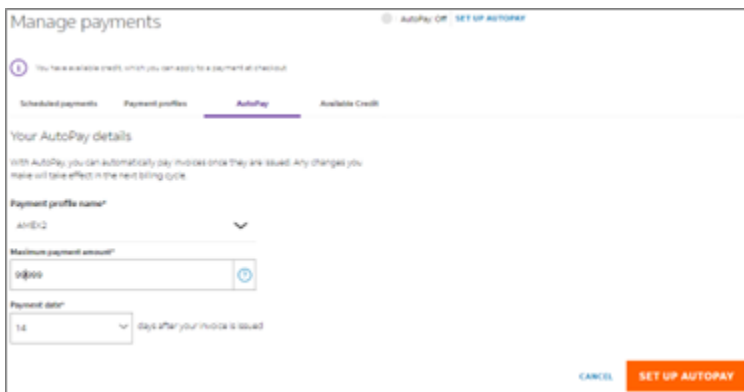 Manage payments
AutoPay: Off SET UP AUTOPAY
You have available credit, which you can apply to a payment at checkout
Scheduled payments Payment profiles AutoPay Available Credit
Your AutoPay details
With AutoPay, you can automatically pay invoices once they are issued. Any changes you
make will take effect in the next billing cycle.
Payment profile name*
AMEX2
Maximum payment amount*
Payment date*
14 days after your invoice is issued
CANCEL SET UP AUTOPAY